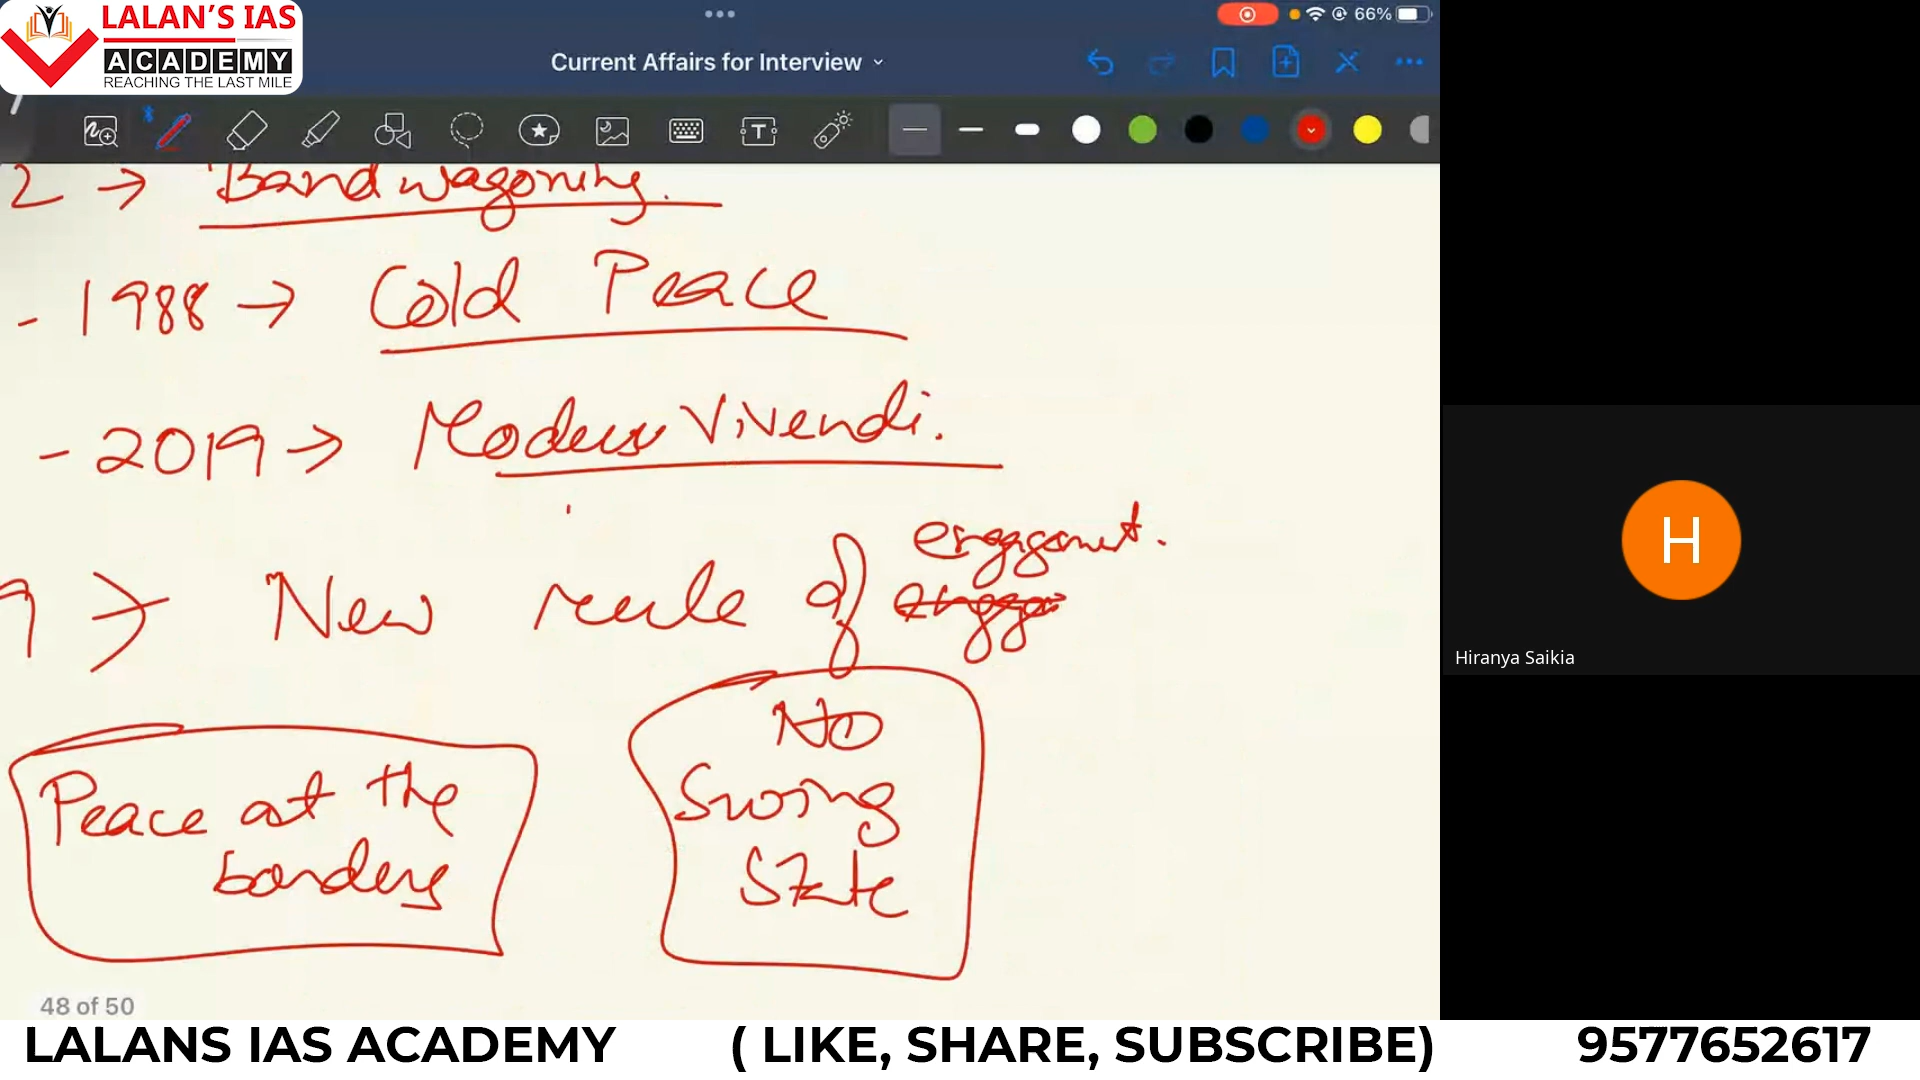 LALAN'S IAS
ACADEMY
REACHING THE LAST MILE
66%
Current Affairs for Interview
T
2 → Bandwagoning.
- 1988 → Cold Peace
- 2019 → Modus Vivendi.
9 > New rule of engagement.
Peace at the
borders
No
Swing
State
48 of 50
H
Hiranya Saikia
LALANS IAS ACADEMY ( LIKE, SHARE, SUBSCRIBE) 9577652617